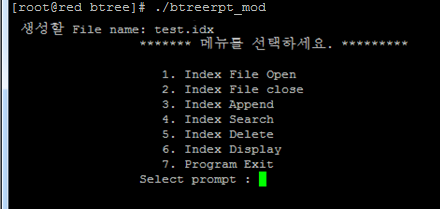 [root@red btree]# ./btreerpt_mod
생성할 File name: test.idx
******* 메뉴를 선택하세요. *********
1. Index File Open
2. Index File close
3. Index Append
4. Index Search
5. Index Delete
6. Index Display
7. Program Exit
Select prompt :